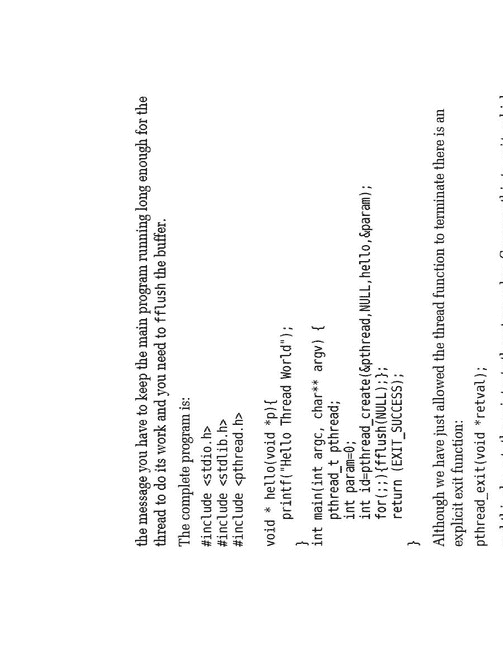 the message you have to keep the main program running long enough for the
thread to do its work and you need to fflush the buffer.
The complete program is:
#include <stdio.h>
#include <stdlib.h>
#include <pthread.h>
void * hello(void *p){
printf("Hello Thread World");
}
int main(int argc, char** argv) {
pthread_t pthread;
int param=0;
int id=pthread_create(&pthread,NULL,hello,&param);
for(;;){fflush(NULL);};
return (EXIT_SUCCESS);
}
Although we have just allowed the thread function to terminate there is an
explicit exit function:
pthread_exit(void *retval);